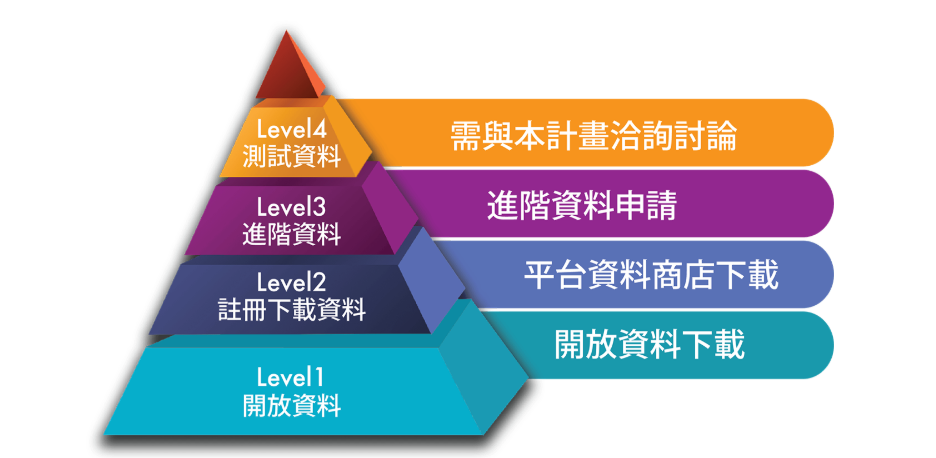 Level4
測試資料
需與本計畫洽詢討論
Level3
進階資料
進階資料申請
Level2
註冊下載資料
平台資料商店下載
Level1
開放資料
開放資料下載